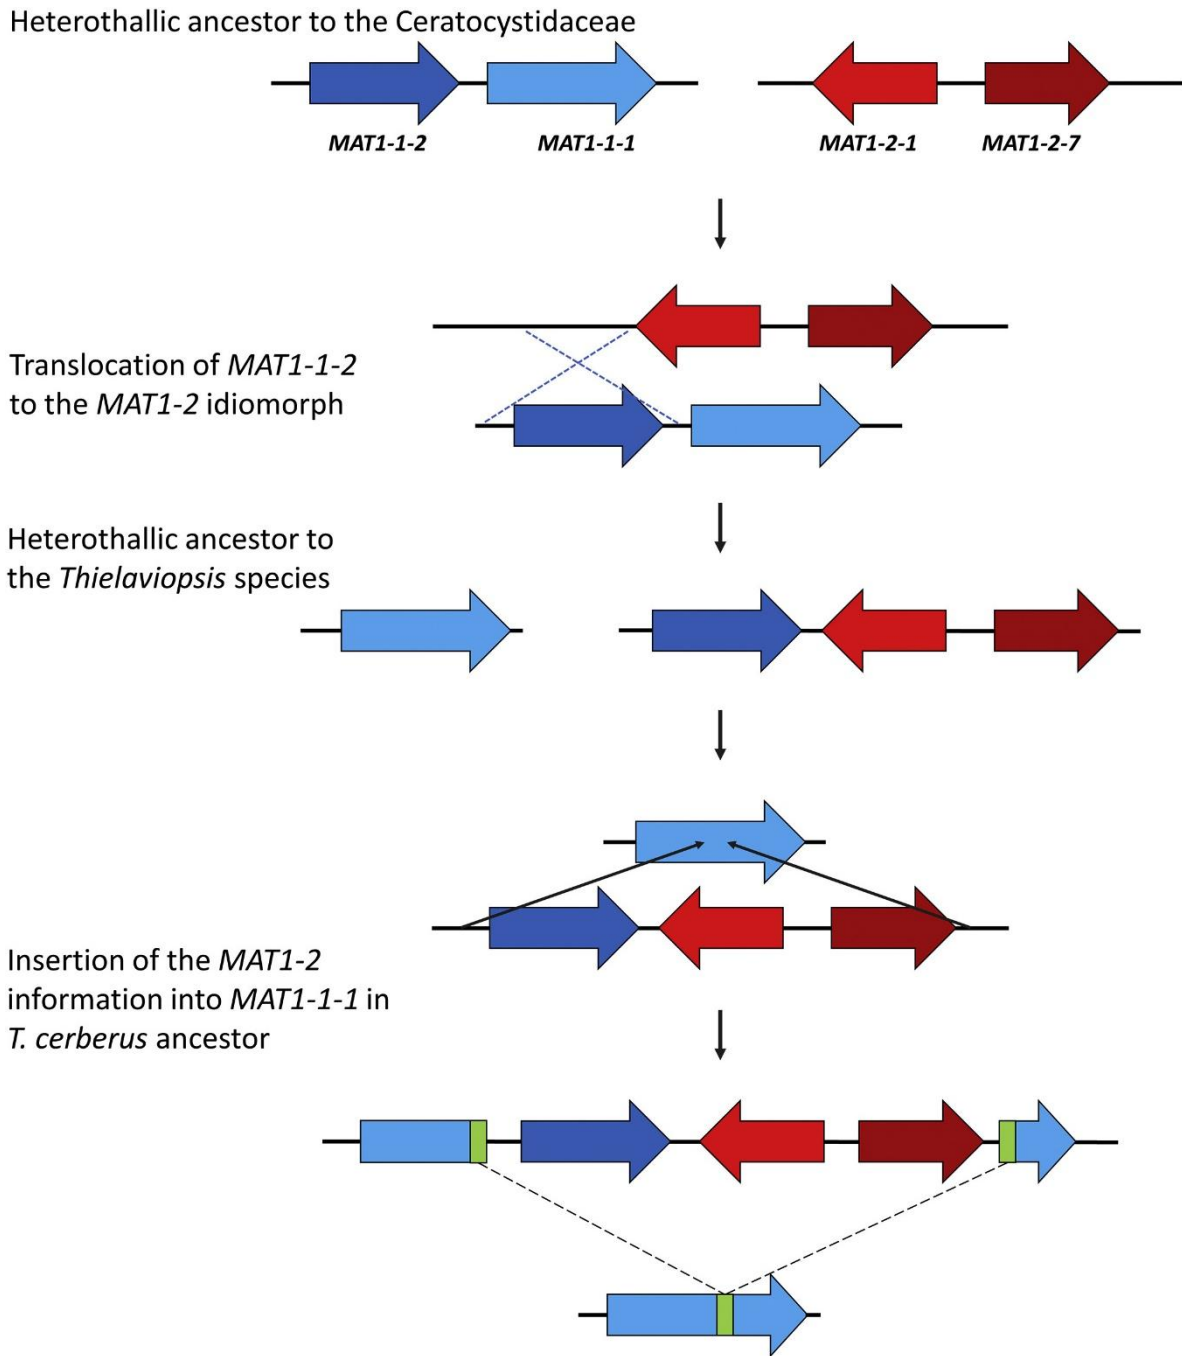 Heterothallic ancestor to the Ceratocystidaceae
MAT1-1-2
MAT1-1-1
MAT1-2-1
MAT1-2-7
Translocation of MAT1-1-2
to the MAT1-2 idiomorph
Heterothallic ancestor to
the Thielaviopsis species
Insertion of the MAT1-2
information into MAT1-1-1 in
T. cerberus ancestor